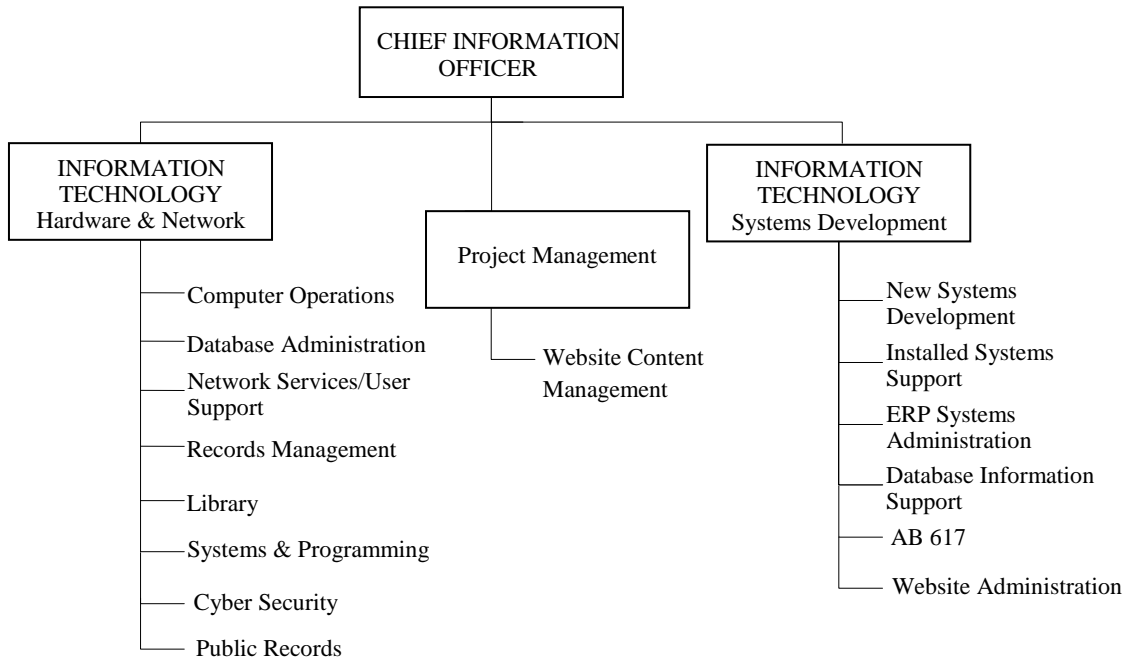 CHIEF INFORMATION
OFFICER
INFORMATION
TECHNOLOGY
Hardware & Network
Computer Operations
Database Administration
Network Services/User
Support
Records Management
Library
Systems & Programming
Cyber Security
Public Records
Project Management
Website Content
Management
INFORMATION
TECHNOLOGY
Systems Development
New Systems
Development
Installed Systems
Support
ERP Systems
Administration
Database Information
Support
AB 617
Website Administration